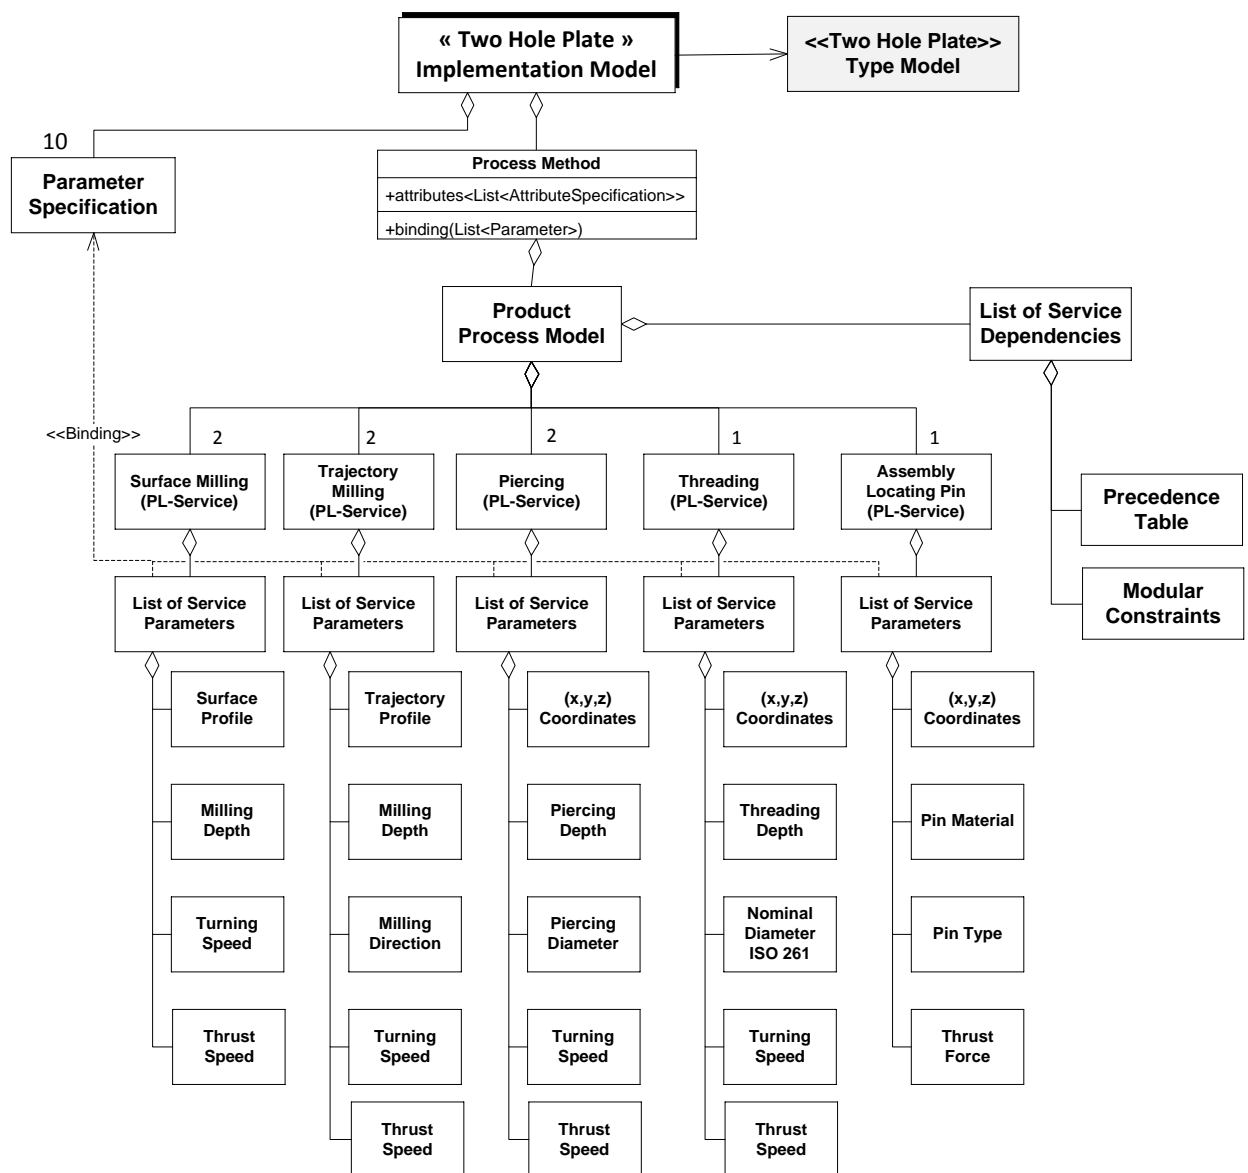 « Two Hole Plate »
Implementation Model
<<Two Hole Plate>>
Type Model
10
Parameter
Specification
Process Method
+attributes<List<AttributeSpecification>>
+binding(List<Parameter>)
Product
Process Model
List of Service
Dependencies
<<Binding>>
2
2
2
1
1
Surface Milling
(PL-Service)
Trajectory
Milling
(PL-Service)
Piercing
(PL-Service)
Threading
(PL-Service)
Assembly
Locating Pin
(PL-Service)
Precedence
Table
Modular
Constraints
List of Service
Parameters
List of Service
Parameters
List of Service
Parameters
List of Service
Parameters
List of Service
Parameters
Surface
Profile
Trajectory
Profile
(x,y,z)
Coordinates
(x,y,z)
Coordinates
(x,y,z)
Coordinates
Milling
Depth
Milling
Depth
Piercing
Depth
Threading
Depth
Pin Material
Turning
Speed
Milling
Direction
Piercing
Diameter
Nominal
Diameter
ISO 261
Pin Type
Thrust
Speed
Turning
Speed
Turning
Speed
Turning
Speed
Thrust
Force
Thrust
Speed
Thrust
Speed
Thrust
Speed